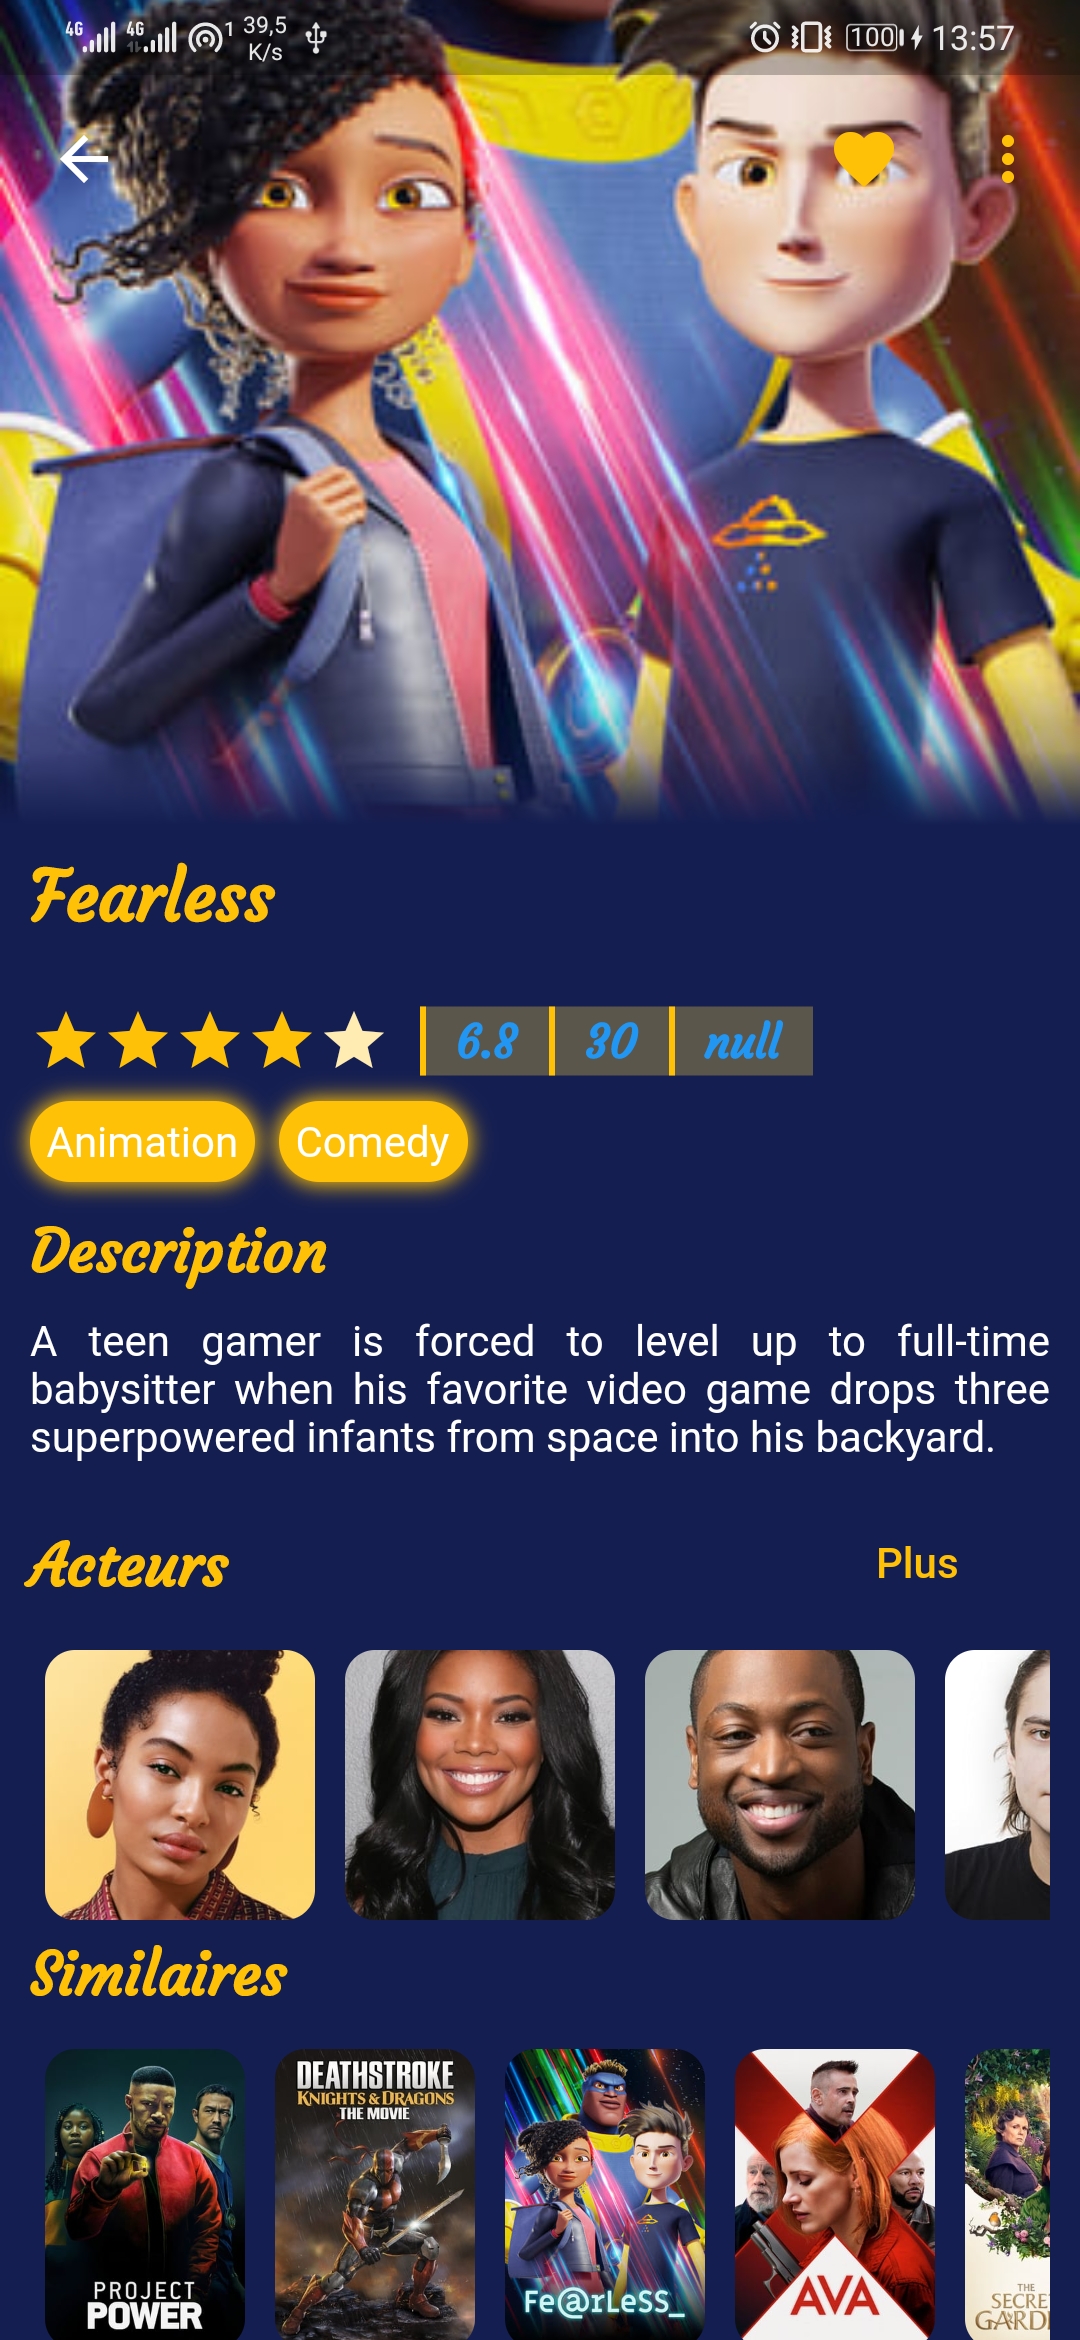 4G 4G 1 39,5 K/s 100 13:57
Fearless
6.8 30 null
Animation Comedy
Description
A teen gamer is forced to level up to full-time
babysitter when his favorite video game drops three
superpowered infants from space into his backyard.
Acteurs Plus
Similaires
PROJECT
POWER
DEATHSTROKE
KNIGHTS & DRAGONS
THE MOVIE
Fe@rLeSS_
AVA
THE